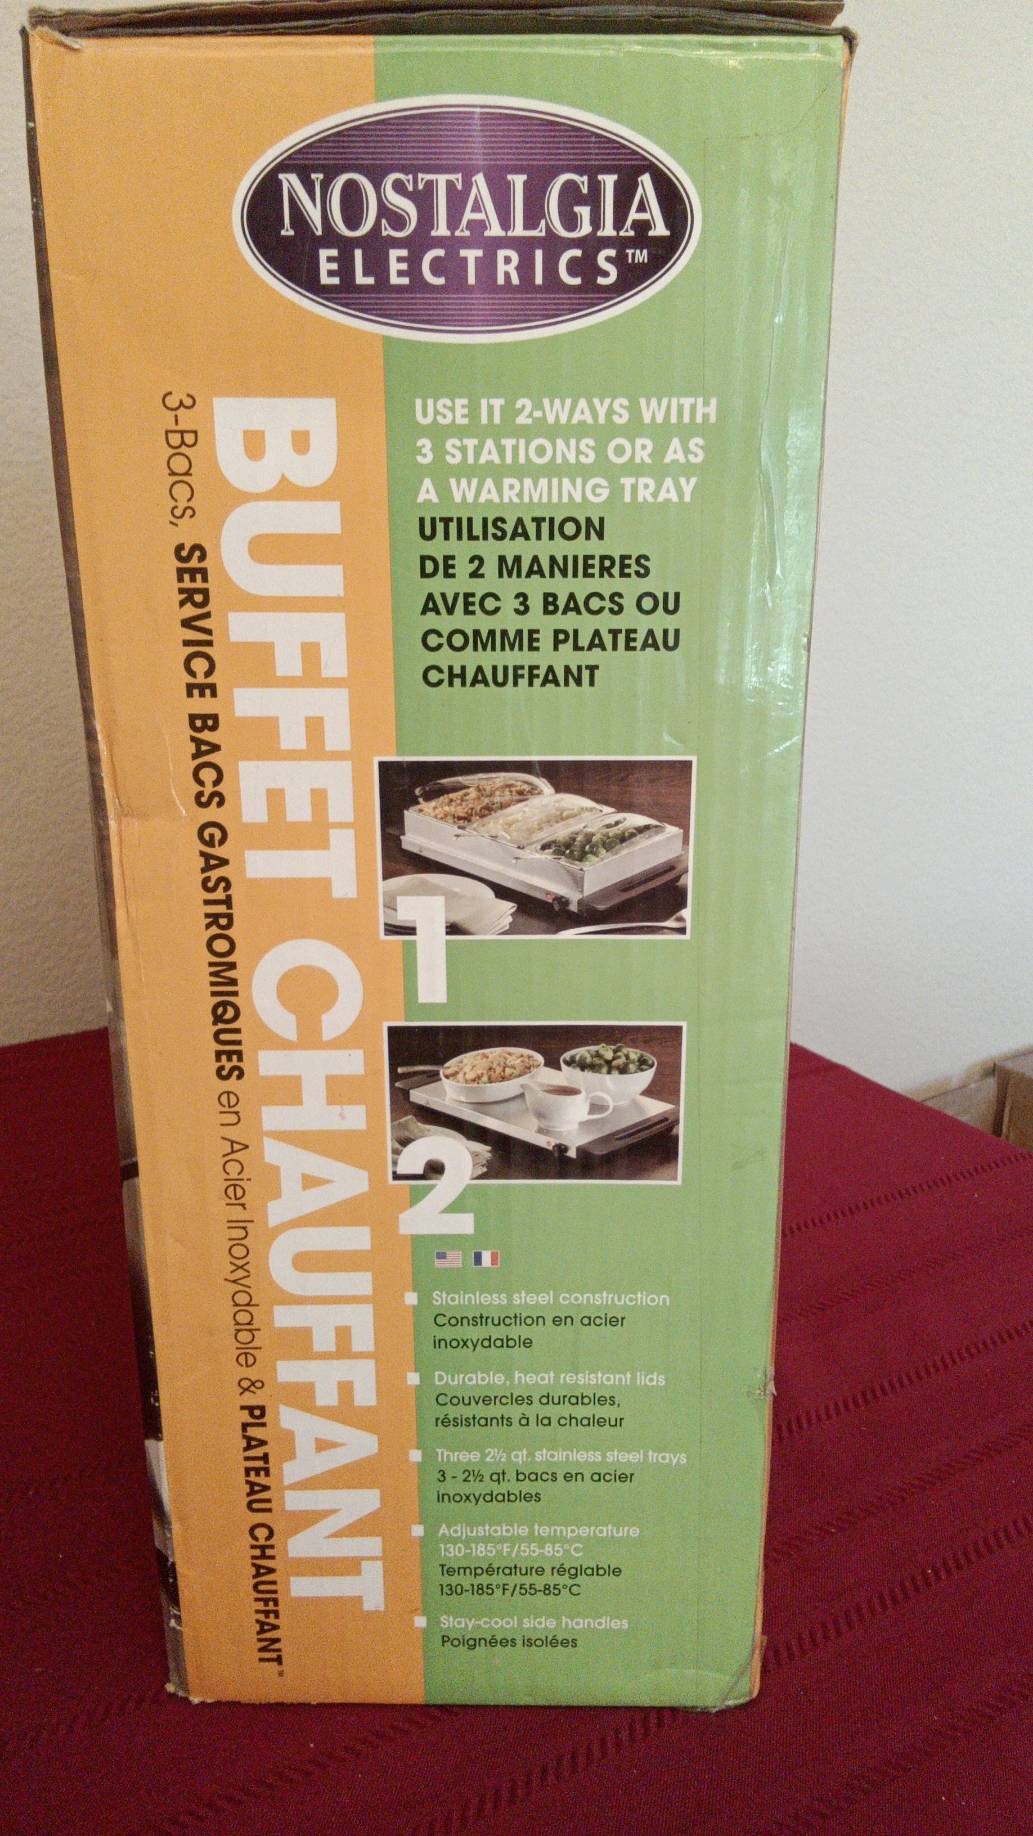 NOSTALGIA
ELECTRICS™
BUFFET CHAUFFANT
3-Bacs, SERVICE BACS GASTROMIQUES en Acier Inoxydable & PLATEAU CHAUFFANT™
USE IT 2-WAYS WITH
3 STATIONS OR AS
A WARMING TRAY
UTILISATION
DE 2 MANIERES
AVEC 3 BACS OU
COMME PLATEAU
CHAUFFANT
1
2
Stainless steel construction
Construction en acier
inoxydable
Durable, heat resistant lids
Couvercles durables,
résistants à la chaleur
Three 2½ qt. stainless steel trays
3 - 2½ qt. bacs en acier
inoxydables
Adjustable temperature
130-185°F/55-85°C
Température réglable
130-185°F/55-85°C
Stay-cool side handles
Poignées isolées